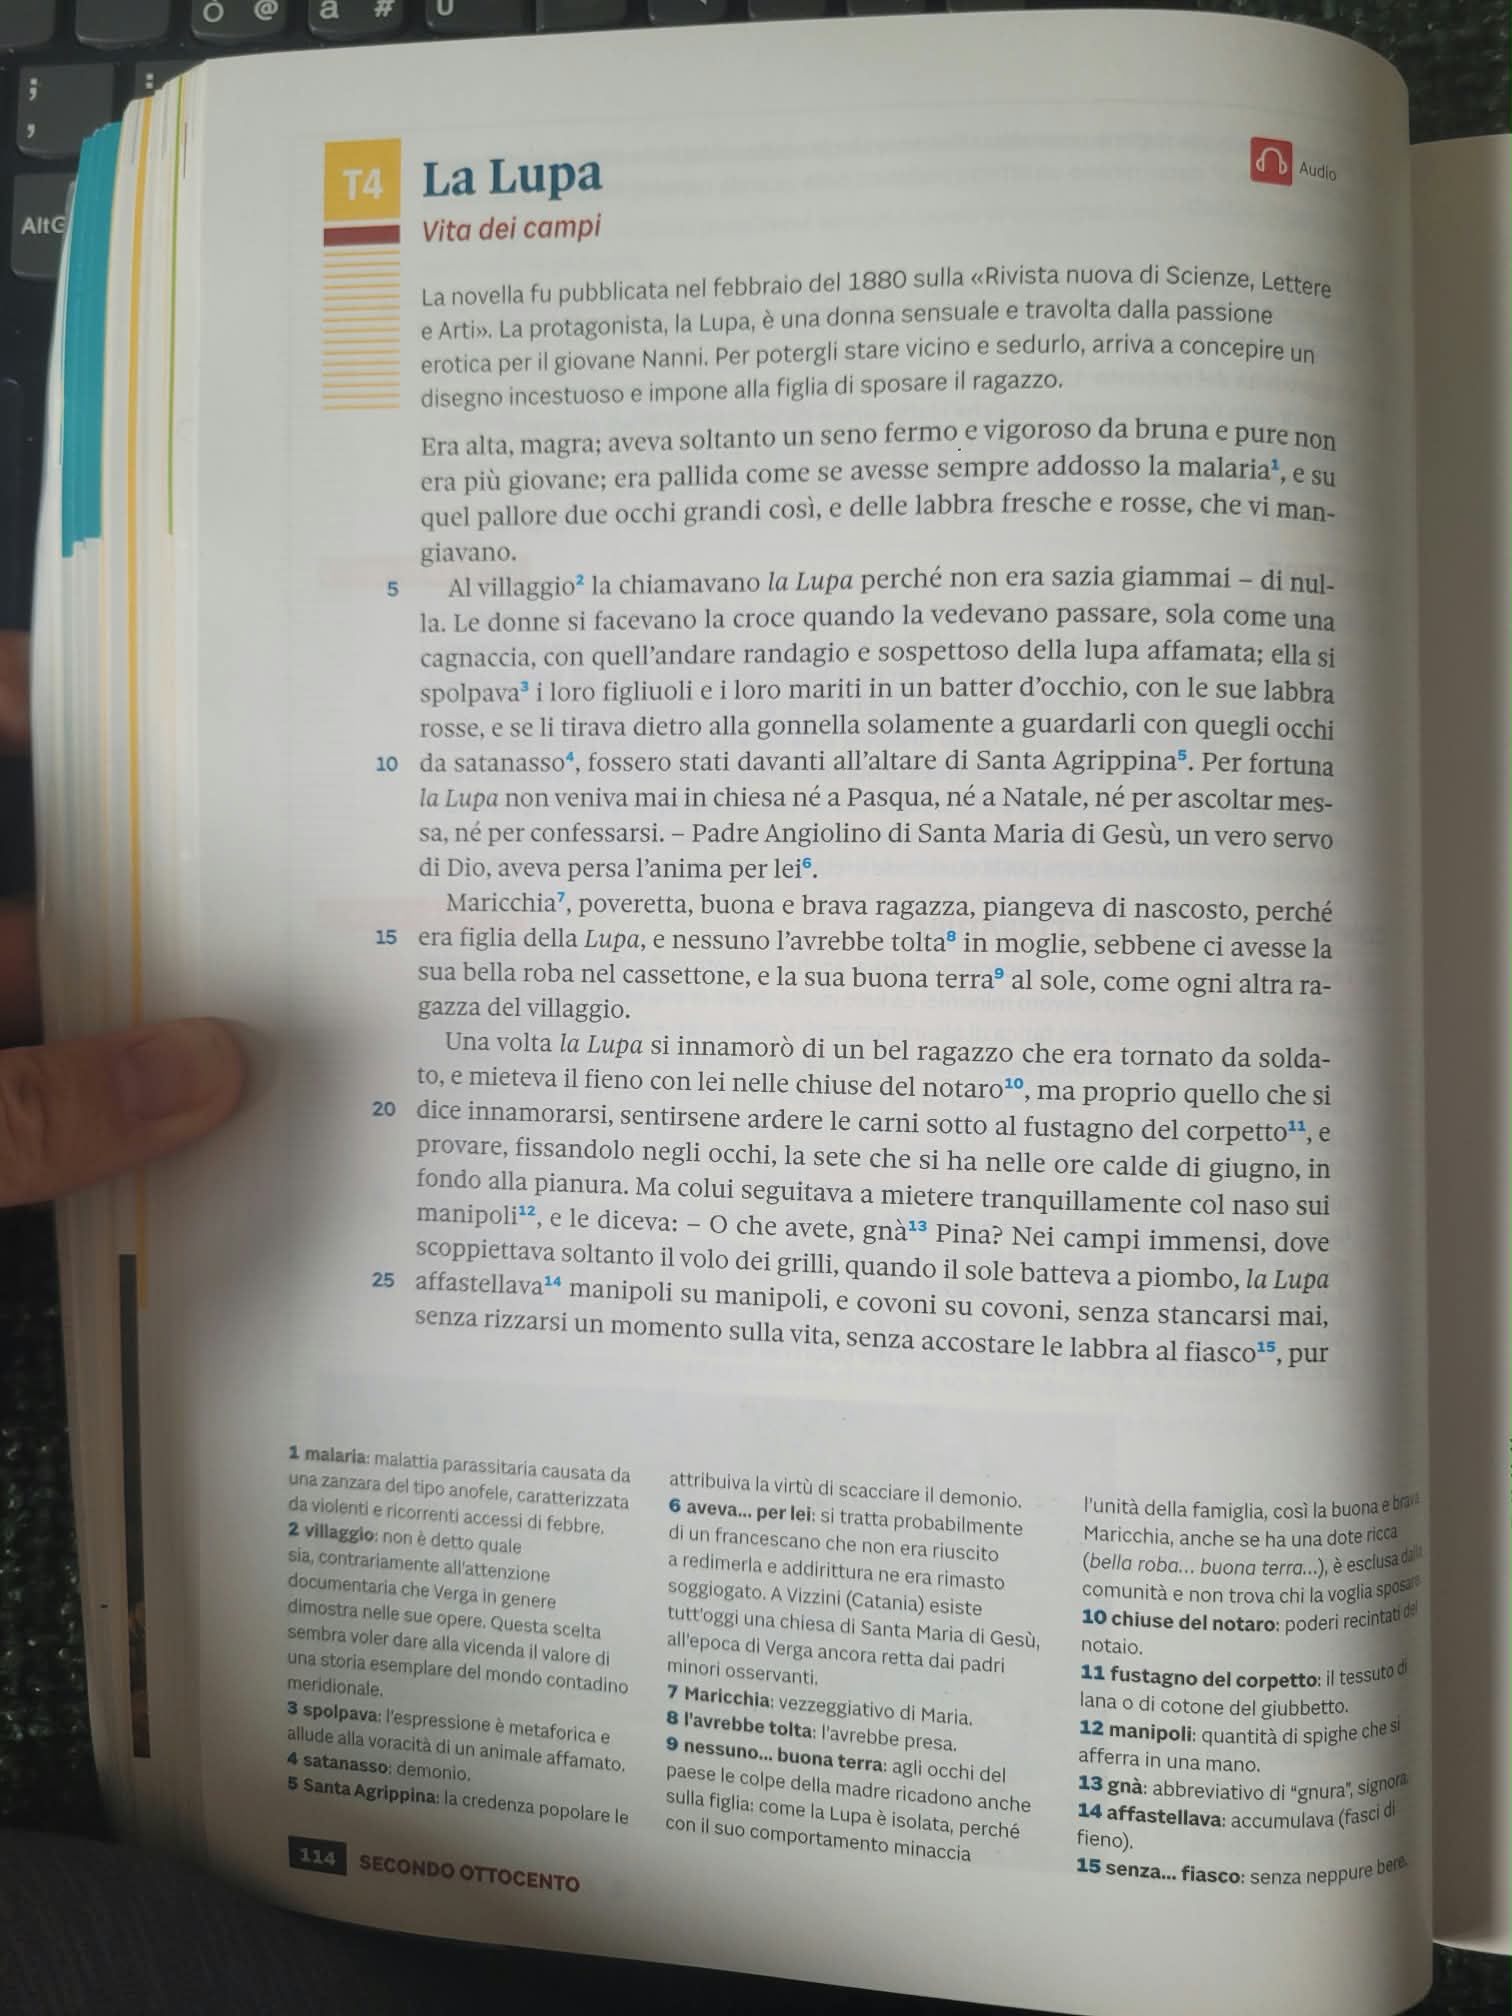 Ò @ à # Ù
;
,
:
AltG
T4
La Lupa
Audio
Vita dei campi
La novella fu pubblicata nel febbraio del 1880 sulla «Rivista nuova di Scienze, Lettere
e Arti». La protagonista, la Lupa, è una donna sensuale e travolta dalla passione
erotica per il giovane Nanni. Per potergli stare vicino e sedurlo, arriva a concepire un
disegno incestuoso e impone alla figlia di sposare il ragazzo.
Era alta, magra; aveva soltanto un seno fermo e vigoroso da bruna e pure non
era più giovane; era pallida come se avesse sempre addosso la malaria¹, e su
quel pallore due occhi grandi così, e delle labbra fresche e rosse, che vi man-
giavano.
5 Al villaggio² la chiamavano la Lupa perché non era sazia giammai – di nul-
la. Le donne si facevano la croce quando la vedevano passare, sola come una
cagnaccia, con quell'andare randagio e sospettoso della lupa affamata; ella si
spolpava³ i loro figliuoli e i loro mariti in un batter d'occhio, con le sue labbra
rosse, e se li tirava dietro alla gonnella solamente a guardarli con quegli occhi
10 da satanasso⁴, fossero stati davanti all'altare di Santa Agrippina⁵. Per fortuna
la Lupa non veniva mai in chiesa né a Pasqua, né a Natale, né per ascoltar mes-
sa, né per confessarsi. – Padre Angiolino di Santa Maria di Gesù, un vero servo
di Dio, aveva persa l'anima per lei⁶.
Maricchia⁷, poveretta, buona e brava ragazza, piangeva di nascosto, perché
15 era figlia della Lupa, e nessuno l'avrebbe tolta⁸ in moglie, sebbene ci avesse la
sua bella roba nel cassettone, e la sua buona terra⁹ al sole, come ogni altra ra-
gazza del villaggio.
Una volta la Lupa si innamorò di un bel ragazzo che era tornato da solda-
to, e mieteva il fieno con lei nelle chiuse del notaro¹⁰, ma proprio quello che si
20 dice innamorarsi, sentirsene ardere le carni sotto al fustagno del corpetto¹¹, e
provare, fissandolo negli occhi, la sete che si ha nelle ore calde di giugno, in
fondo alla pianura. Ma colui seguitava a mietere tranquillamente col naso sui
manipoli¹², e le diceva: – O che avete, gnà¹³ Pina? Nei campi immensi, dove
scoppiettava soltanto il volo dei grilli, quando il sole batteva a piombo, la Lupa
25 affastellava¹⁴ manipoli su manipoli, e covoni su covoni, senza stancarsi mai,
senza rizzarsi un momento sulla vita, senza accostare le labbra al fiasco¹⁵, pur
1 malaria: malattia parassitaria causata da
una zanzara del tipo anofele, caratterizzata
da violenti e ricorrenti accessi di febbre.
2 villaggio: non è detto quale
sia, contrariamente all'attenzione
documentaria che Verga in genere
dimostra nelle sue opere. Questa scelta
sembra voler dare alla vicenda il valore di
una storia esemplare del mondo contadino
meridionale.
3 spolpava: l'espressione è metaforica e
allude alla voracità di un animale affamato.
4 satanasso: demonio.
5 Santa Agrippina: la credenza popolare le
attribuiva la virtù di scacciare il demonio.
6 aveva... per lei: si tratta probabilmente
di un francescano che non era riuscito
a redimerla e addirittura ne era rimasto
soggiogato. A Vizzini (Catania) esiste
tutt'oggi una chiesa di Santa Maria di Gesù,
all'epoca di Verga ancora retta dai padri
minori osservanti.
7 Maricchia: vezzeggiativo di Maria.
8 l'avrebbe tolta: l'avrebbe presa.
9 nessuno... buona terra: agli occhi del
paese le colpe della madre ricadono anche
sulla figlia: come la Lupa è isolata, perché
con il suo comportamento minaccia
l'unità della famiglia, così la buona e brava
Maricchia, anche se ha una dote ricca
(bella roba... buona terra...), è esclusa dalla
comunità e non trova chi la voglia sposare.
10 chiuse del notaro: poderi recintati del
notaio.
11 fustagno del corpetto: il tessuto di
lana o di cotone del giubbetto.
12 manipoli: quantità di spighe che si
afferra in una mano.
13 gnà: abbreviativo di "gnura", signora.
14 affastellava: accumulava (fasci di
fieno).
15 senza... fiasco: senza neppure bere.
114 SECONDO OTTOCENTO